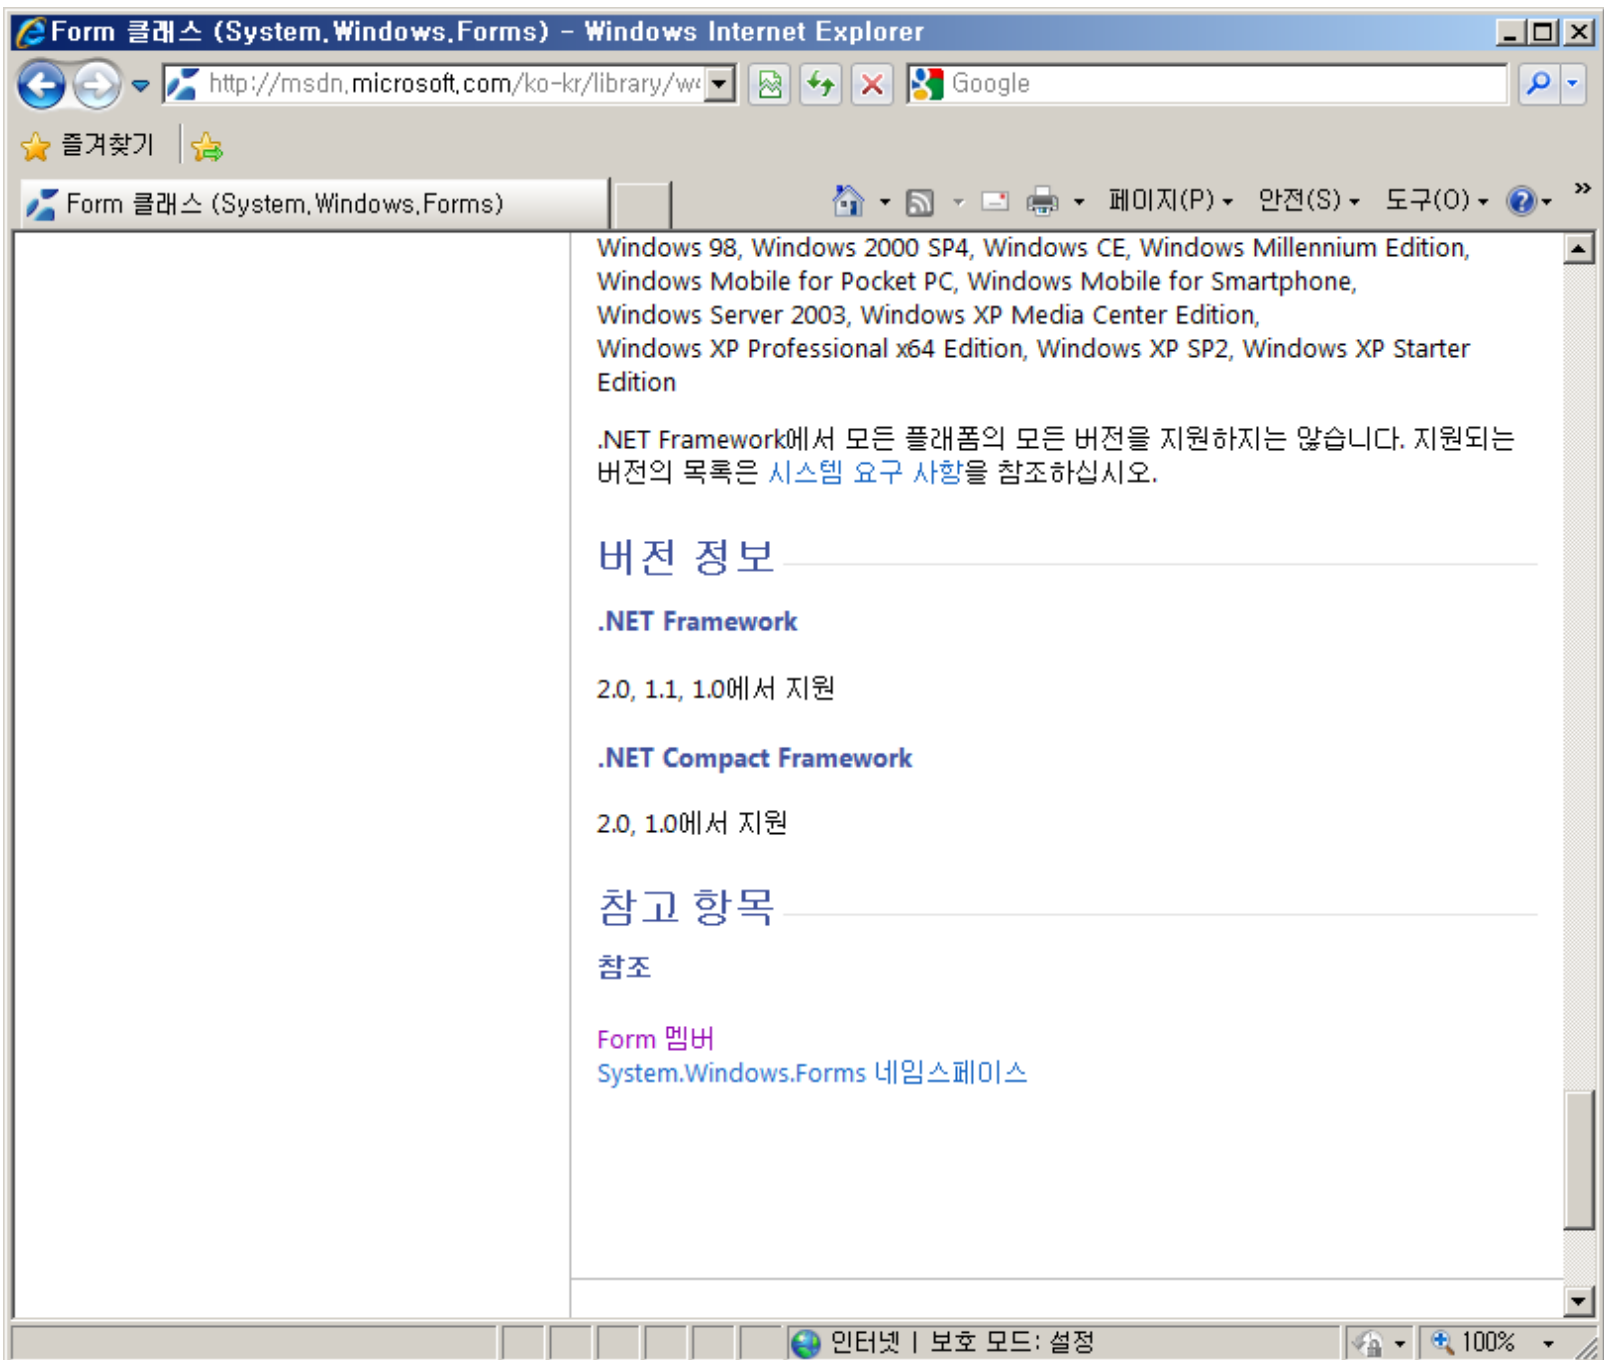 Form 클래스 (System.Windows.Forms) - Windows Internet Explorer
http://msdn.microsoft.com/ko-kr/library/w
Google
즐겨찾기
Form 클래스 (System.Windows.Forms)
페이지(P)
안전(S)
도구(O)
Windows 98, Windows 2000 SP4, Windows CE, Windows Millennium Edition,
Windows Mobile for Pocket PC, Windows Mobile for Smartphone,
Windows Server 2003, Windows XP Media Center Edition,
Windows XP Professional x64 Edition, Windows XP SP2, Windows XP Starter
Edition
.NET Framework에서 모든 플래폼의 모든 버전을 지원하지는 않습니다. 지원되는
버전의 목록은 시스템 요구 사항을 참조하십시오.
버전 정보
.NET Framework
2.0, 1.1, 1.0에서 지원
.NET Compact Framework
2.0, 1.0에서 지원
참고 항목
참조
Form 멤버
System.Windows.Forms 네임스페이스
인터넷 | 보호 모드: 설정
100%